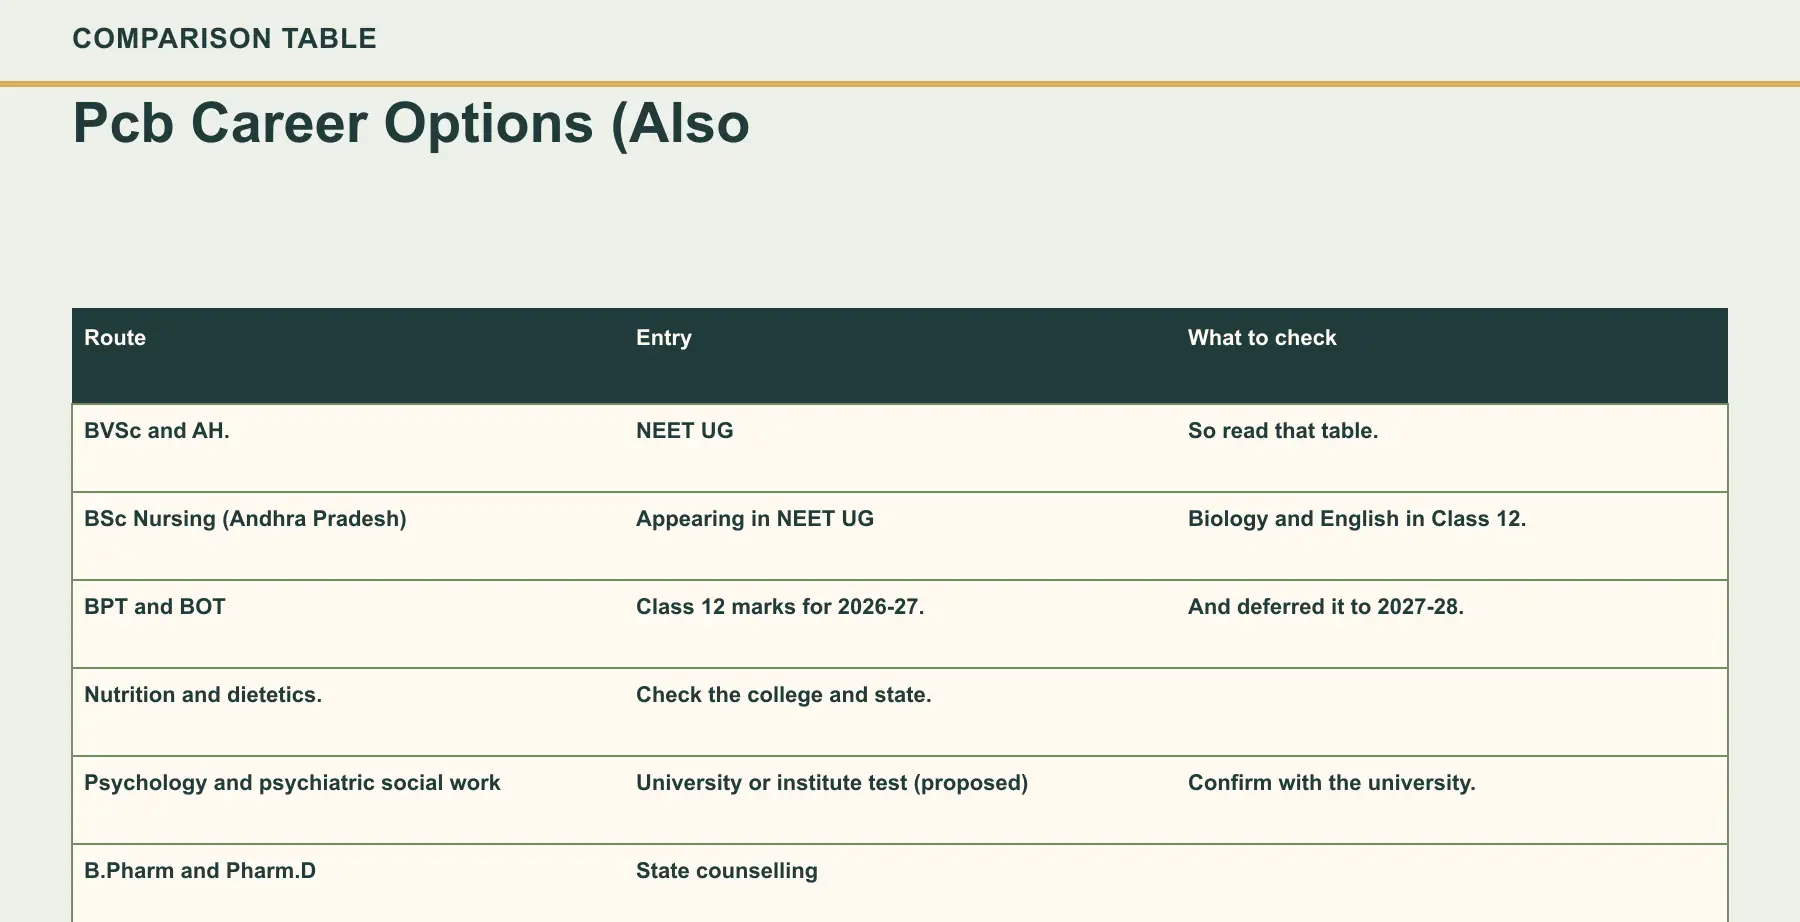 COMPARISON TABLE
Pcb Career Options (Also
Route Entry What to check
BVSc and AH. NEET UG So read that table.
BSc Nursing (Andhra Pradesh) Appearing in NEET UG Biology and English in Class 12.
BPT and BOT Class 12 marks for 2026-27. And deferred it to 2027-28.
Nutrition and dietetics. Check the college and state.
Psychology and psychiatric social work University or institute test (proposed) Confirm with the university.
B.Pharm and Pharm.D State counselling